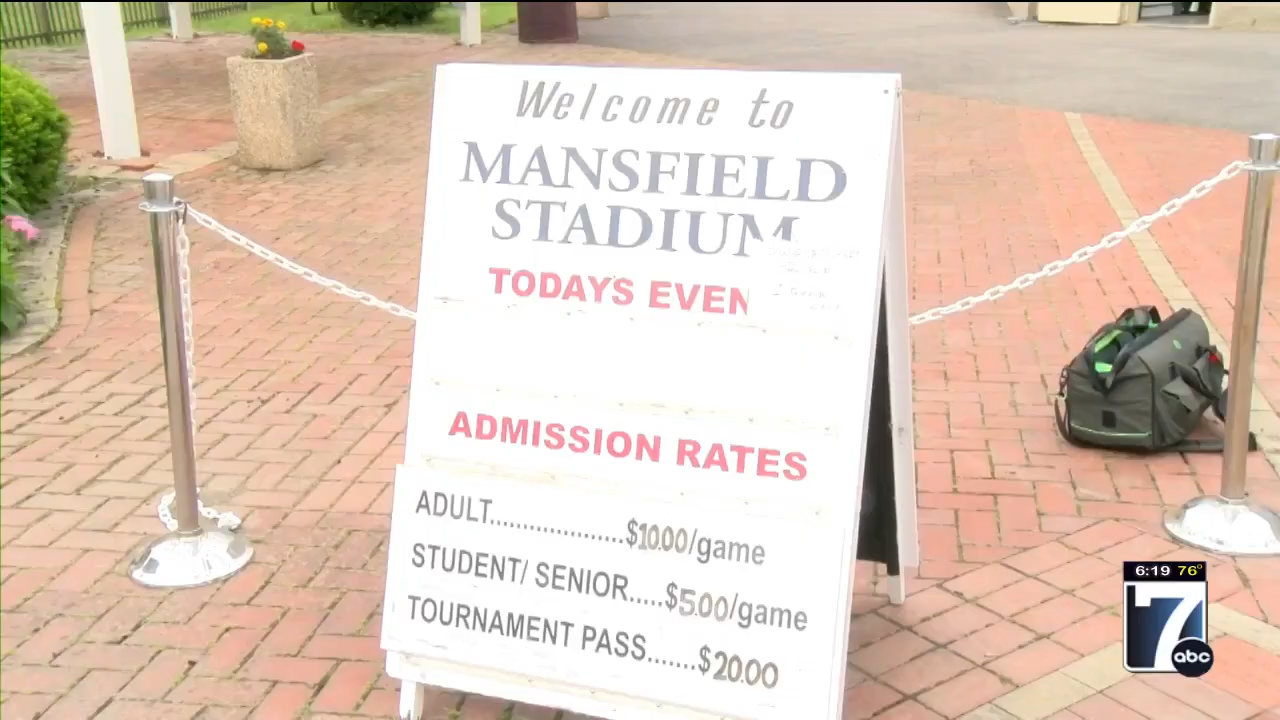 Welcome to
MANSFIELD
STADIUM
TODAY'S EVEN
ADMISSION RATES
ADULT....................$10.00/game
STUDENT/ SENIOR.....$5.00/game
TOURNAMENT PASS.......$20.00
6:19 76°
7
abc